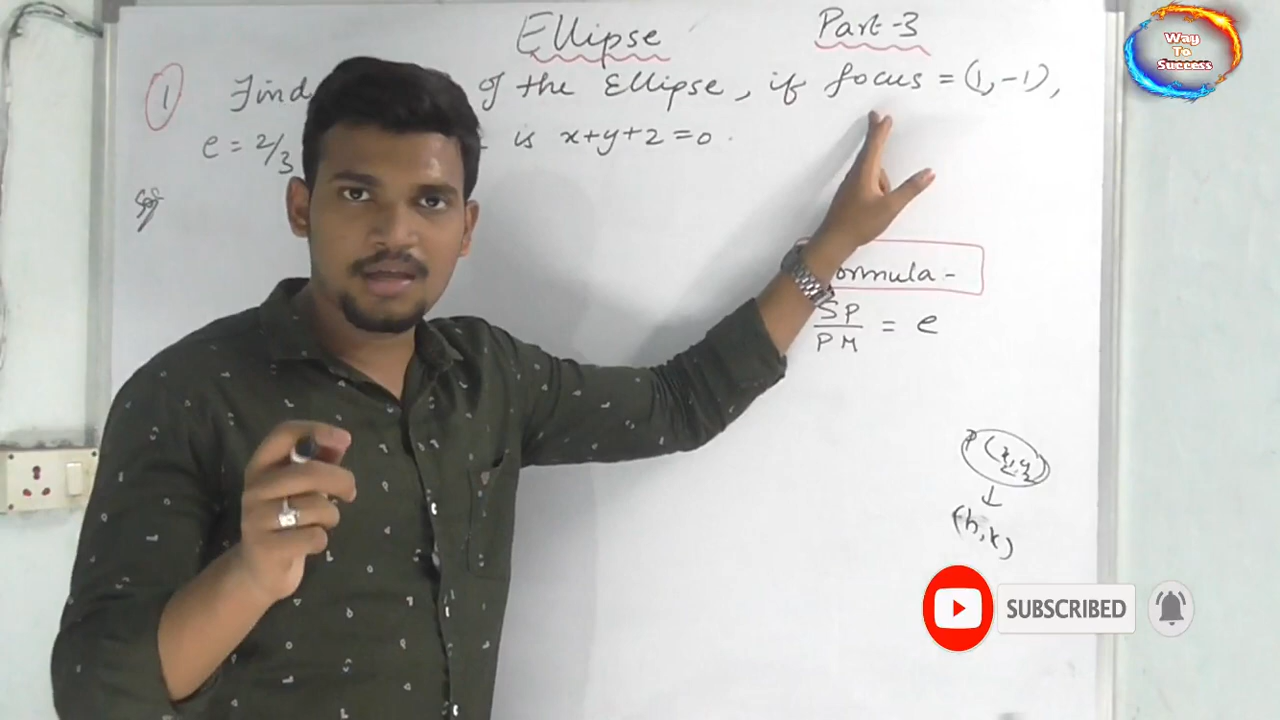 Ellipse Part-3
Way
To
Success
1 Find of the Ellipse, if focus = (1,-1),
e = 2/3 is x+y+2=0.
Sol
Formula-
SP/PM = e
P(x,y)
↓
(h,k)
SUBSCRIBED